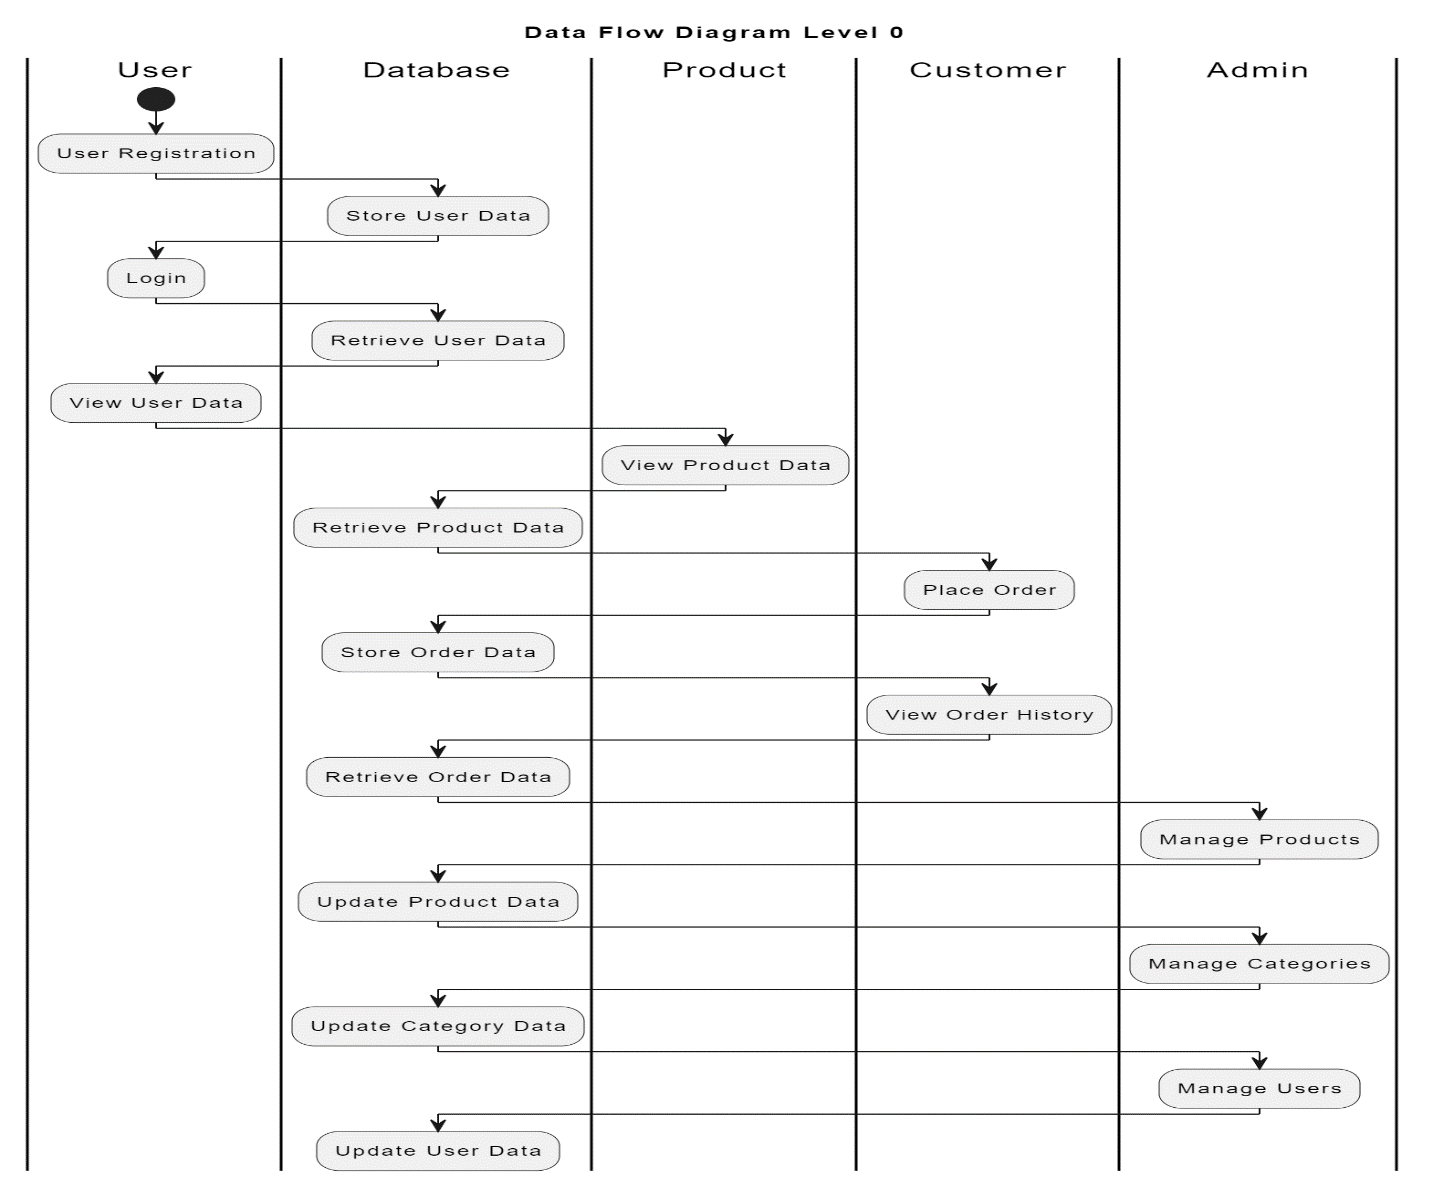 Data Flow Diagram Level 0
User
Database
Product
Customer
Admin
User Registration
Store User Data
Login
Retrieve User Data
View User Data
View Product Data
Retrieve Product Data
Place Order
Store Order Data
View Order History
Retrieve Order Data
Manage Products
Update Product Data
Manage Categories
Update Category Data
Manage Users
Update User Data